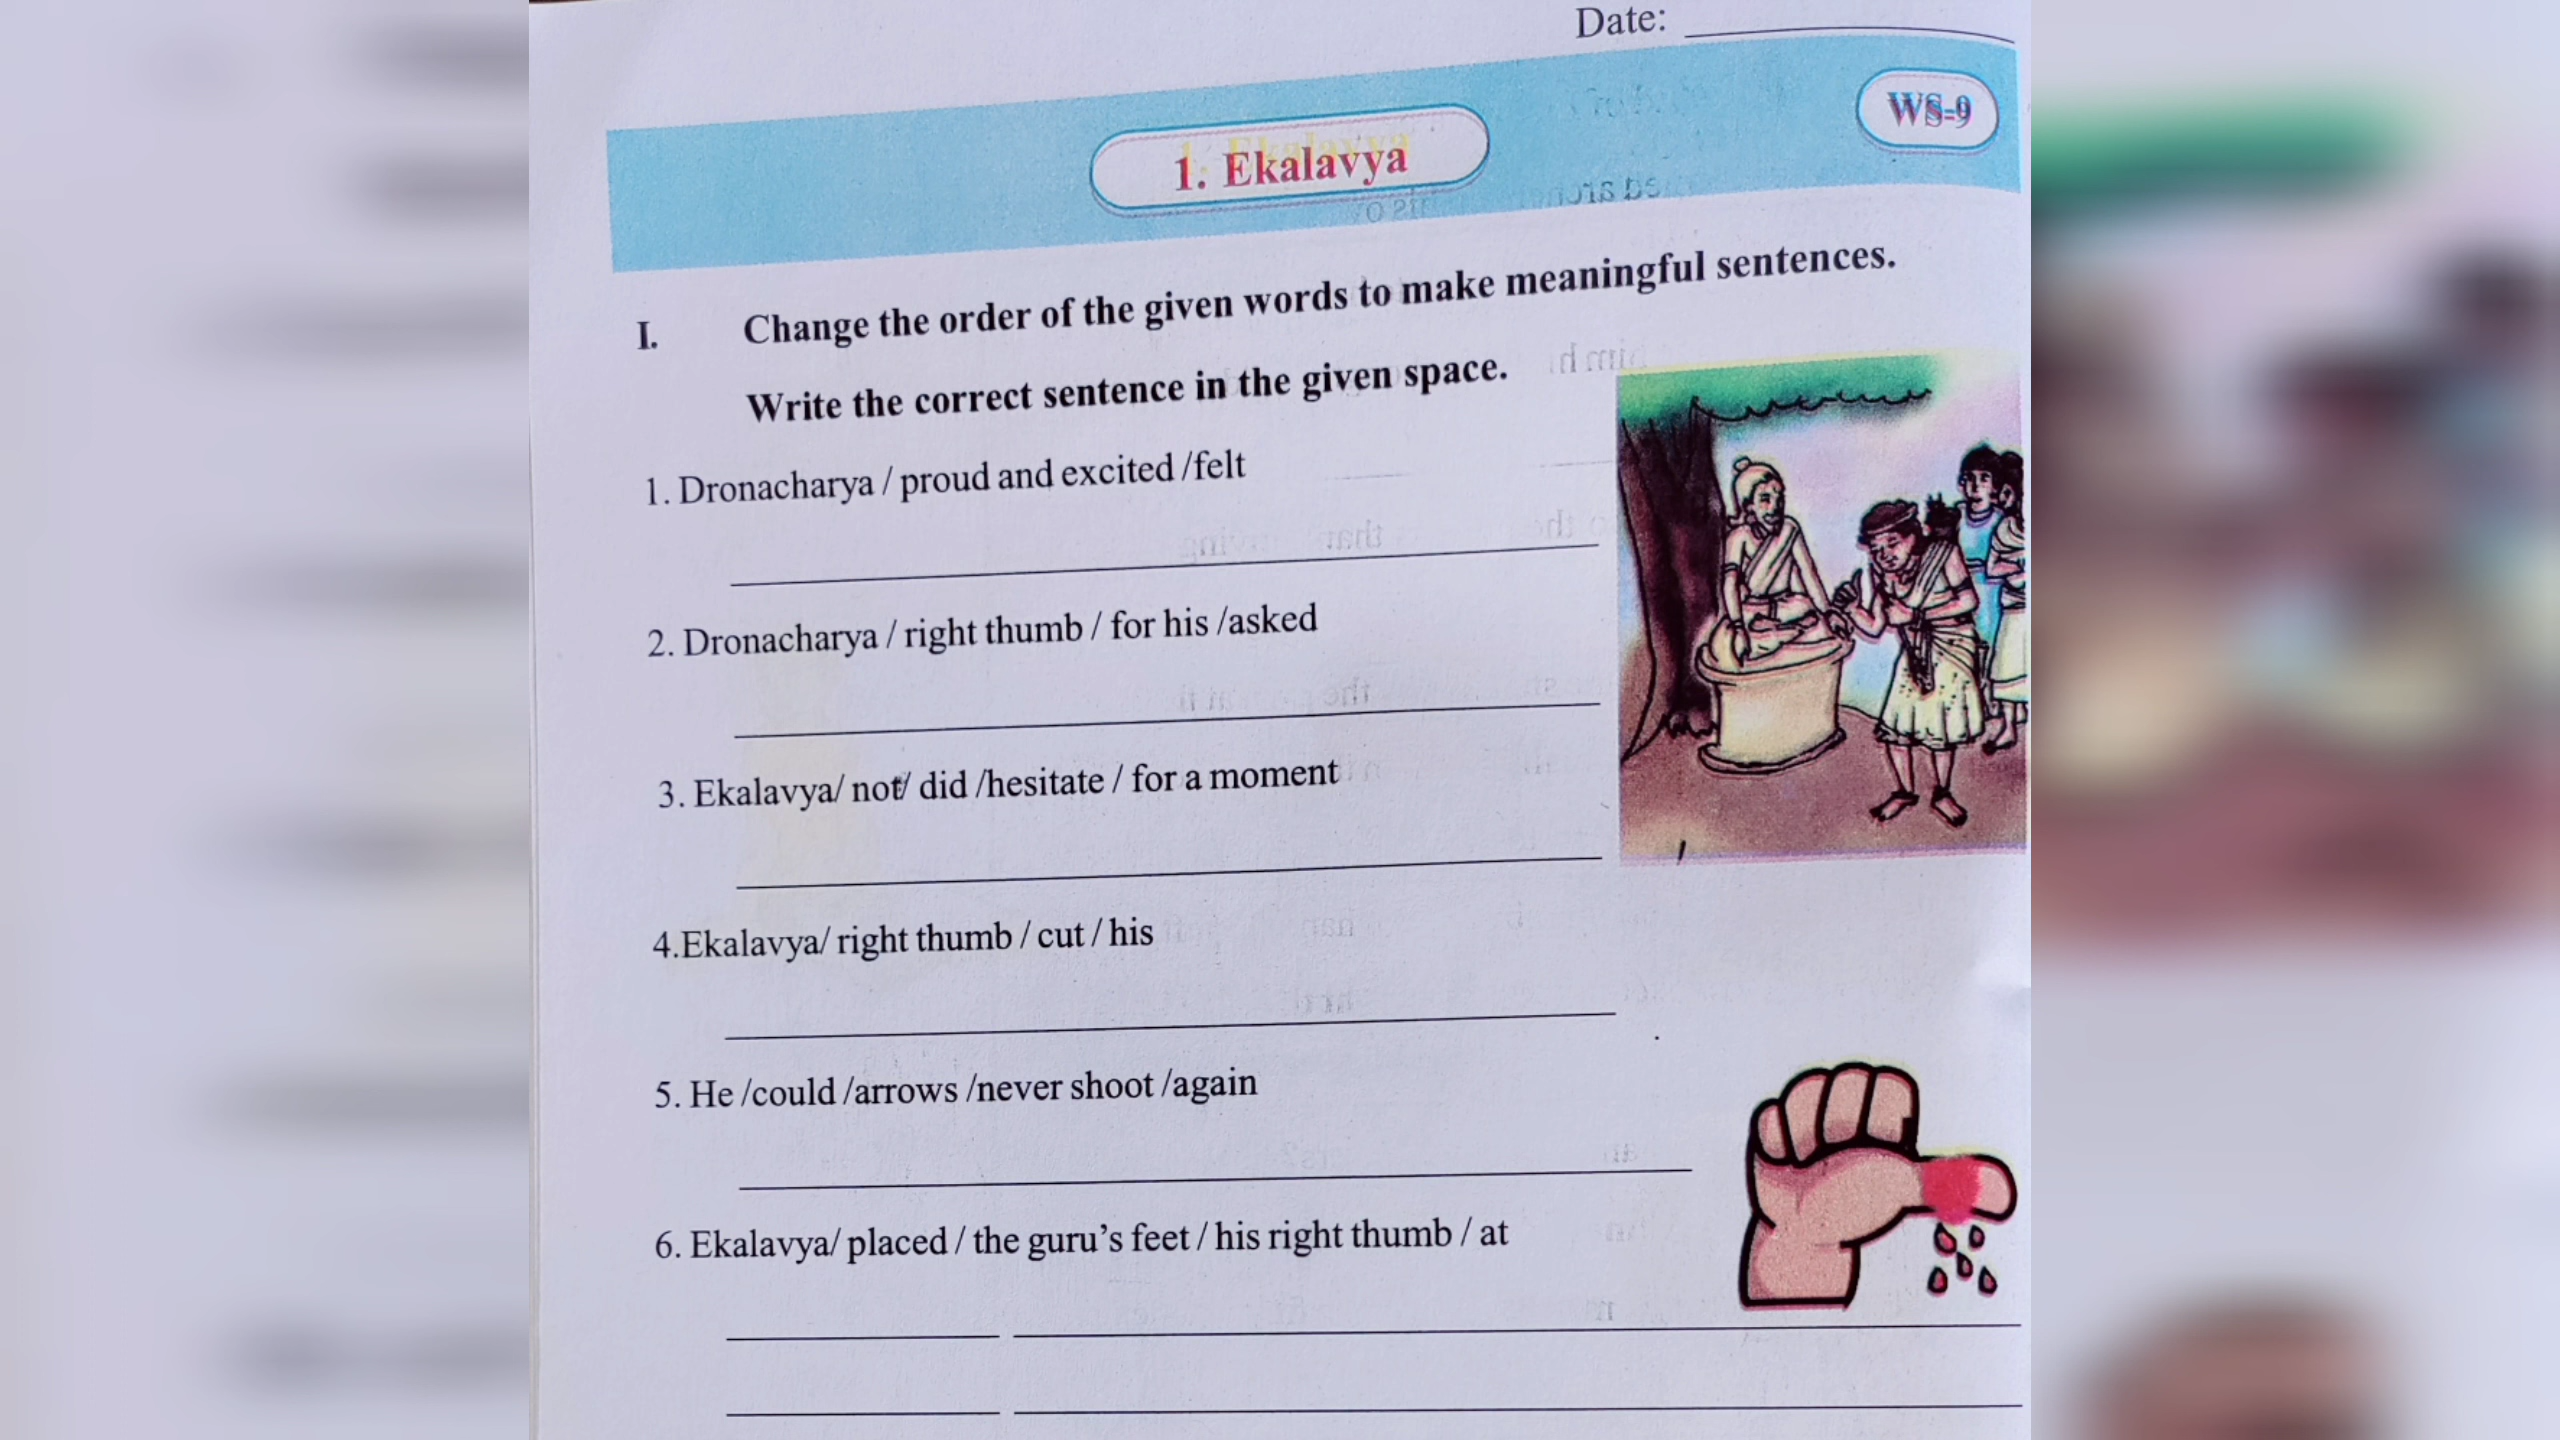 Date:
WS-9
1. Ekalavya
I. Change the order of the given words to make meaningful sentences.
Write the correct sentence in the given space.
1. Dronacharya / proud and excited /felt
2. Dronacharya / right thumb / for his /asked
3. Ekalavya/ not/ did /hesitate / for a moment
4.Ekalavya/ right thumb / cut / his
5. He /could /arrows /never shoot /again
6. Ekalavya/ placed / the guru's feet / his right thumb / at